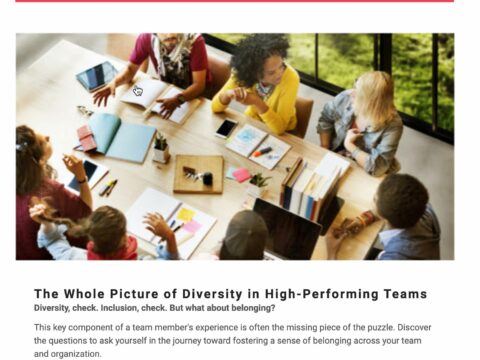 The Whole Picture of Diversity in High-Performing Teams
Diversity, check. Inclusion, check. But what about belonging?
This key component of a team member's experience is often the missing piece of the puzzle. Discover
the questions to ask yourself in the journey toward fostering a sense of belonging across your team
and organization.